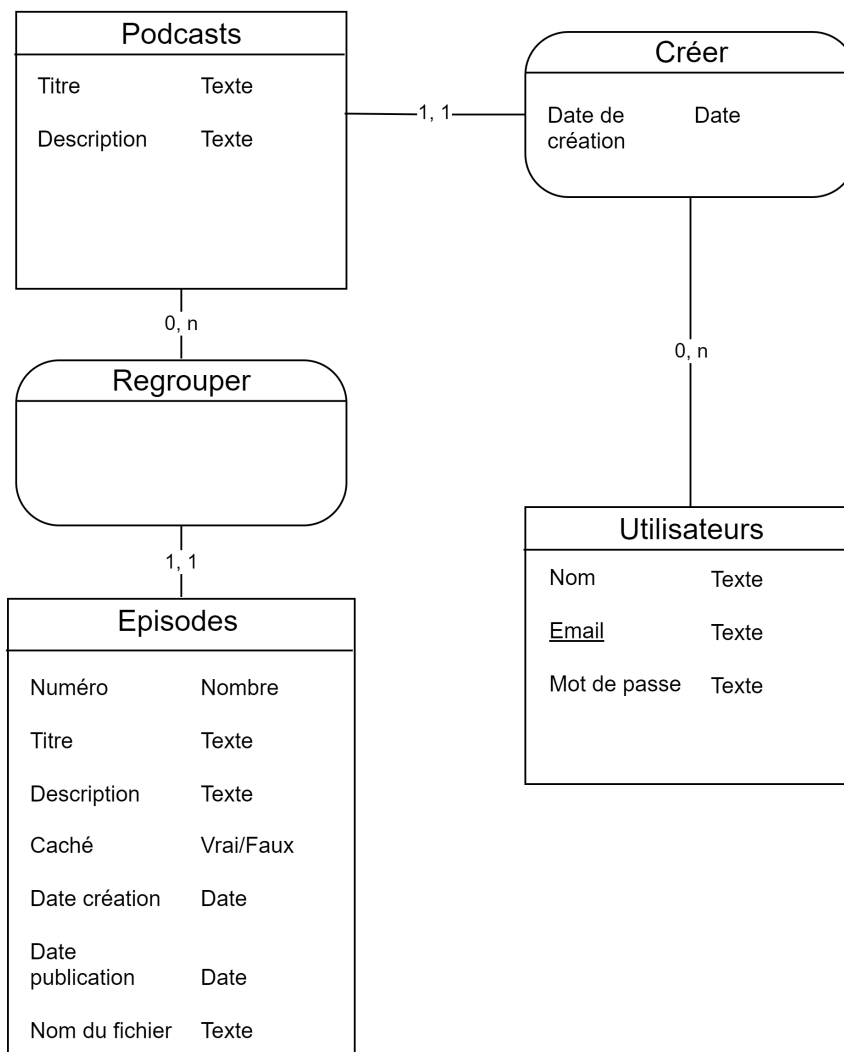 Podcasts
Titre Texte
Description Texte
1, 1
Créer
Date de création Date
0, n
Regrouper
0, n
1, 1
Utilisateurs
Nom Texte
Email Texte
Mot de passe Texte
Episodes
Numéro Nombre
Titre Texte
Description Texte
Caché Vrai/Faux
Date création Date
Date
publication Date
Nom du fichier Texte